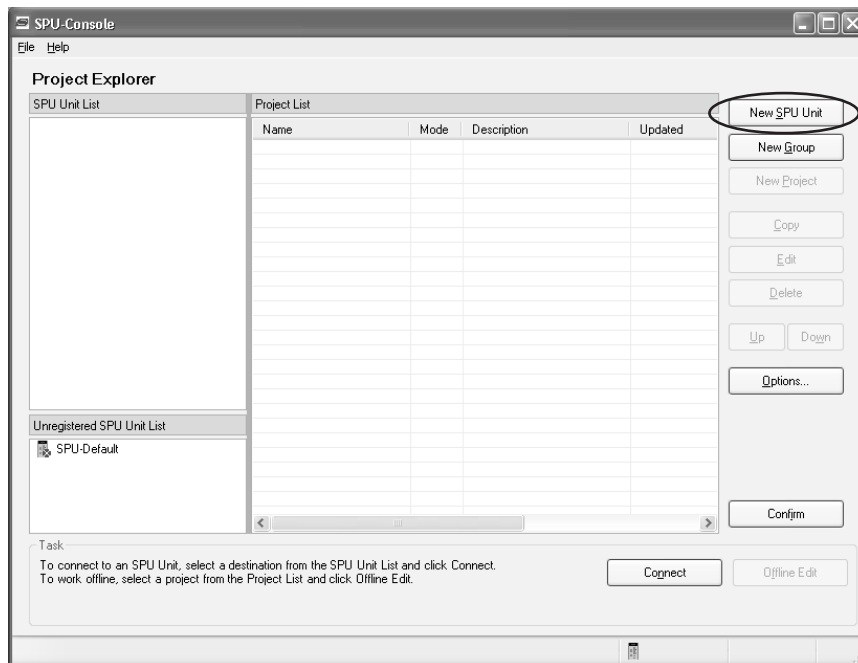 SPU-Console
File Help
Project Explorer
SPU Unit List
Project List
Name Mode Description Updated
New SPU Unit
New Group
New Project
Copy
Edit
Delete
Up Down
Options...
Unregistered SPU Unit List
SPU-Default
Confirm
Task
To connect to an SPU Unit, select a destination from the SPU Unit List and click Connect.
To work offline, select a project from the Project List and click Offline Edit.
Connect
Offline Edit